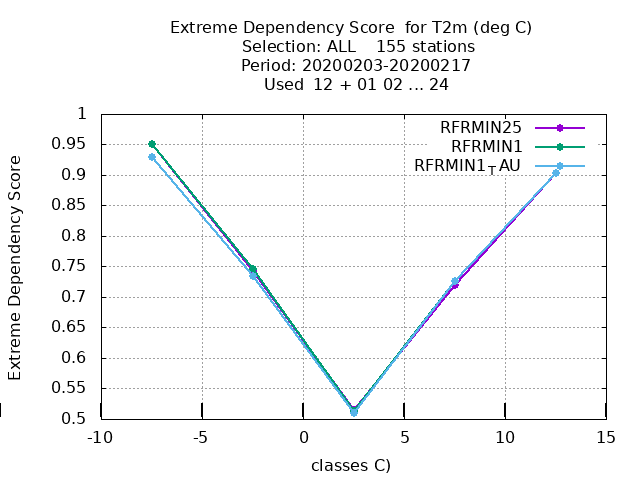 Extreme Dependency Score  for T2m (deg C)
Selection: ALL    155 stations
Period: 20200203-20200217
Used  12 + 01 02 ... 24
RFRMIN25
RFRMIN1
RFRMIN1TAU
Extreme Dependency Score
1
0.95
0.9
0.85
0.8
0.75
0.7
0.65
0.6
0.55
0.5
-10 -5 0 5 10 15
classes C)